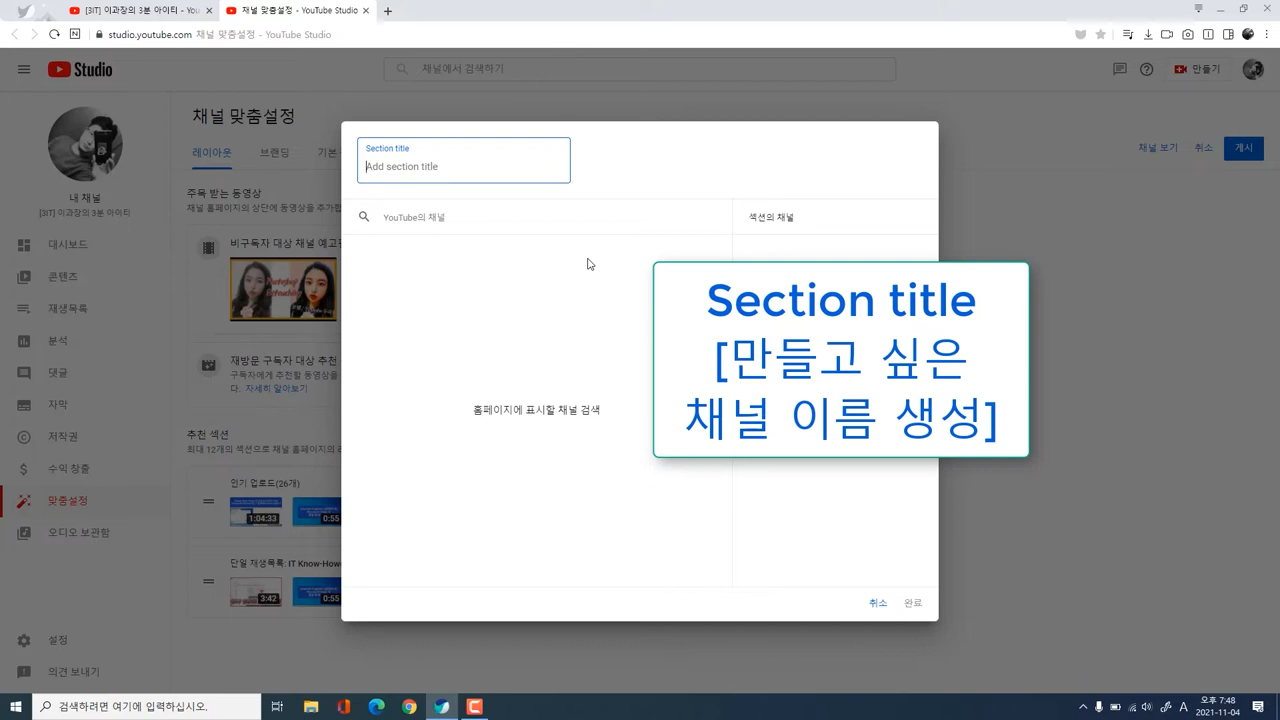 [3IT] 이과장의 3분 아이티 - YouT
채널 맞춤설정 - YouTube Studio
studio.youtube.com 채널 맞춤설정 - YouTube Studio
Studio
채널에서 검색하기
만들기
채널 맞춤설정
레이아웃
브랜딩
기본
채널 보기
취소
게시
내 채널
[3IT] 이과장의 3분 아이티
대시보드
콘텐츠
재생목록
분석
댓글
자막
저작권
수익 창출
맞춤설정
오디오 보관함
설정
의견 보내기
주목 받는 동영상
채널 홈페이지의 상단에 동영상을 추가
비구독자 대상 채널 예고
재방문 구독자 대상 추천
구독자에게 추천할 동영상을
다. 자세히 알아보기
추천 섹션
최대 12개의 섹션으로 채널 홈페이지의
인기 업로드(26개)
1:04:33
0:55
단일 재생목록: IT Know-How
3:42
0:55
Section title
Add section title
YouTube의 채널
섹션의 채널
홈페이지에 표시할 채널 검색
취소
완료
Section title
[만들고 싶은
채널 이름 생성]
검색하려면 여기에 입력하십시오.
A
오후 7:48
2021-11-04